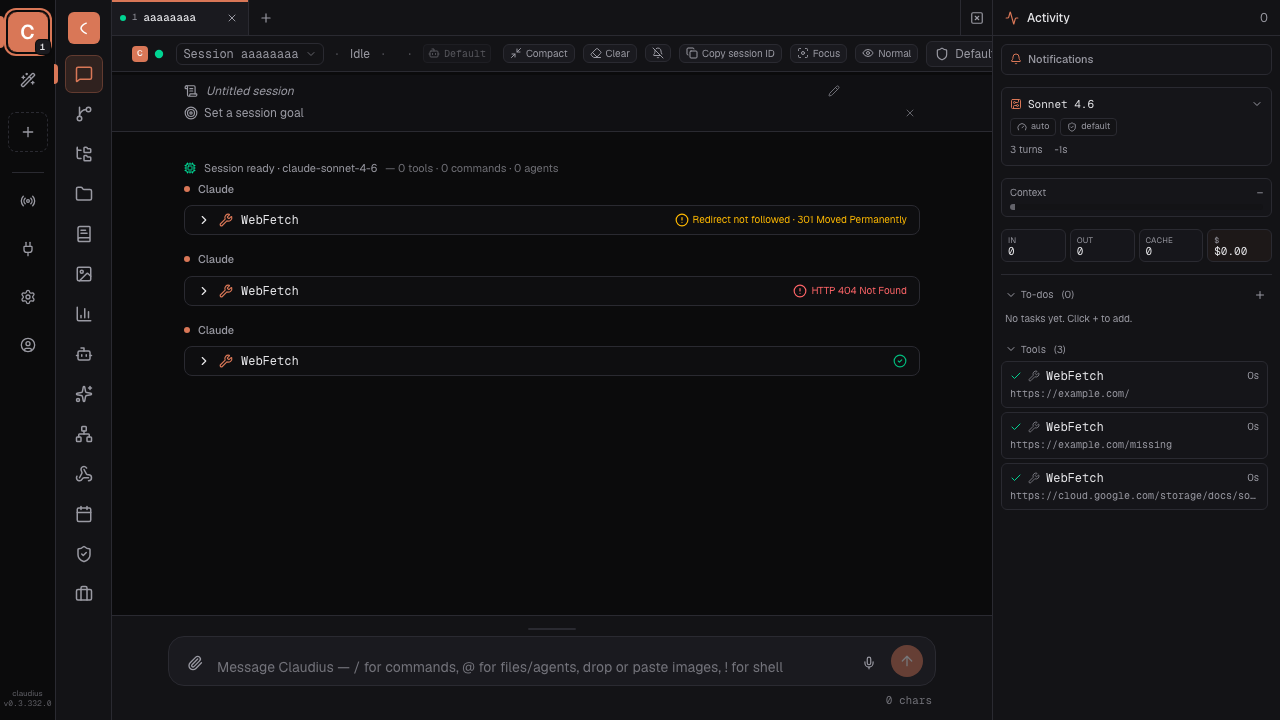 C
1
claudius
v0.3.332.0
1 aaaaaaaa
Session aaaaaaaa
· Idle · ·
Default
Compact
Clear
Copy session ID
Focus
Normal
Defaul
Untitled session
Set a session goal
Session ready · claude-sonnet-4-6 — 0 tools · 0 commands · 0 agents
Claude
WebFetch
Redirect not followed · 301 Moved Permanently
Claude
WebFetch
HTTP 404 Not Found
Claude
WebFetch
Message Claudius — / for commands, @ for files/agents, drop or paste images, ! for shell
0 chars
Activity
0
Notifications
Sonnet 4.6
auto
default
3 turns -1s
Context –
IN
0
OUT
0
CACHE
0
$
$0.00
To-dos (0)
No tasks yet. Click + to add.
Tools (3)
WebFetch 0s
https://example.com/
WebFetch 0s
https://example.com/missing
WebFetch 0s
https://cloud.google.com/storage/docs/so…